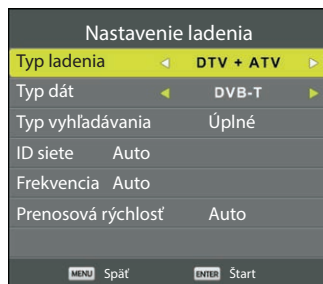 Nastavenie ladenia
Typ ladenia DTV + ATV
Typ dát DVB-T
Typ vyhľadávania Úplné
ID siete Auto
Frekvencia Auto
Prenosová rýchlosť Auto
MENU Späť ENTER Štart